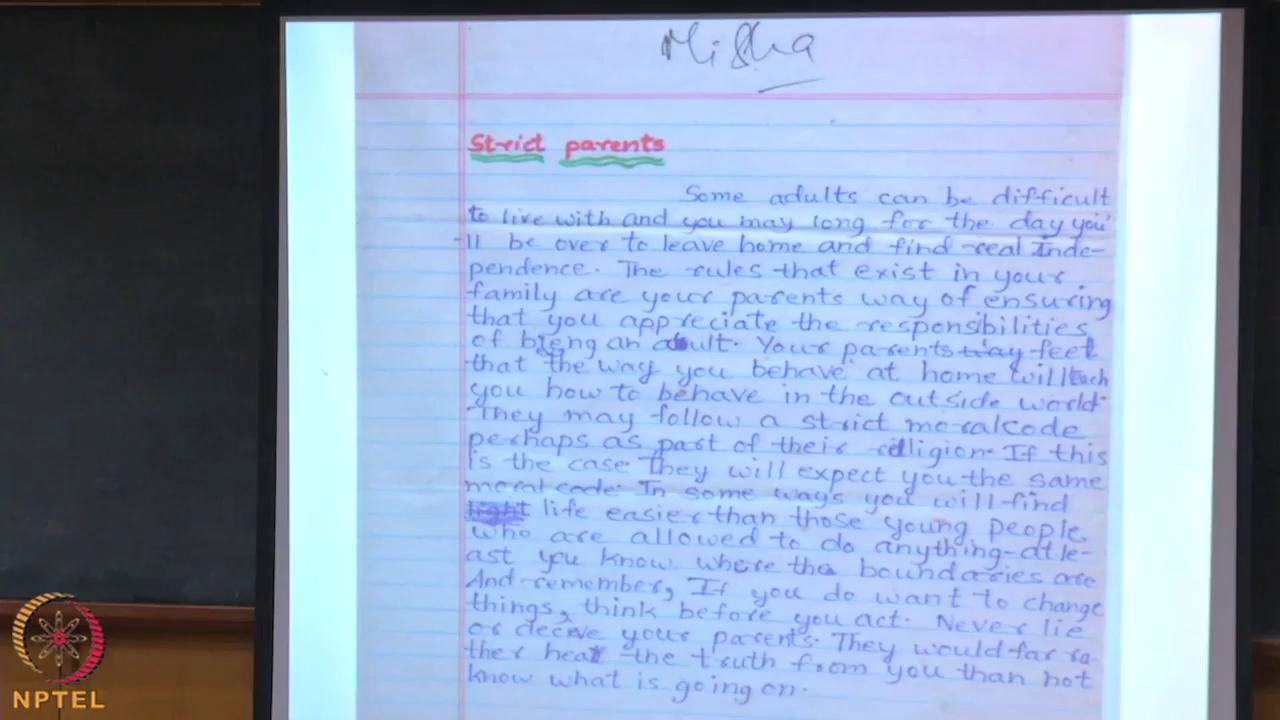 Misha
Strict parents
Some adults can be difficult
to live with and you may long for the day you'
ll be over to leave home and find real Inde-
pendence. The rules that exist in your
family are your parents way of ensuring
that you appreciate the responsibilities
of bieng an adult. Your parents may feel
that the way you behave at home will teach
you how to behave in the outside world.
They may follow a strict moralcode
perhaps as part of their religion. If this
is the case They will expect you the same
moral code. In some ways you will find
life easier than those young people
who are allowed to do anything-at le-
ast you know where the boundaries are
And remember, If you do want to change
things, think before you act. Never lie
or decive your parents. They would far ra-
ther hear the truth from you than not
know what is going on.
NPTEL